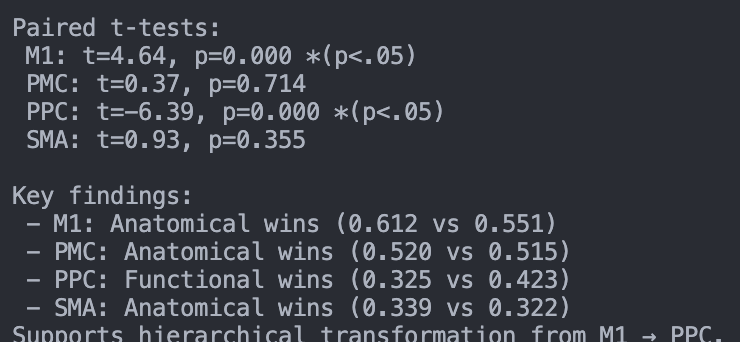 Paired t-tests:
M1: t=4.64, p=0.000 *(p<.05)
PMC: t=0.37, p=0.714
PPC: t=−6.39, p=0.000 *(p<.05)
SMA: t=0.93, p=0.355
Key findings:
− M1: Anatomical wins (0.612 vs 0.551)
− PMC: Anatomical wins (0.520 vs 0.515)
− PPC: Functional wins (0.325 vs 0.423)
− SMA: Anatomical wins (0.339 vs 0.322)
Supports hierarchical transformation from M1 → PPC.